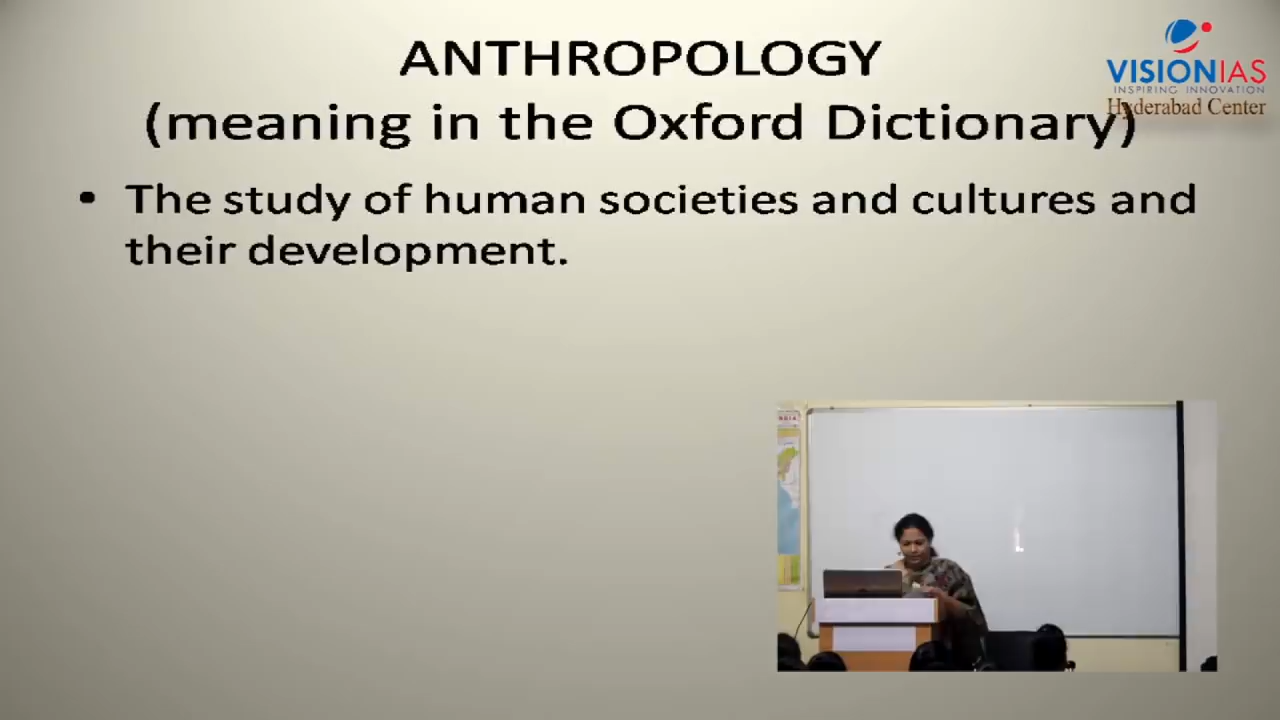 ANTHROPOLOGY
(meaning in the Oxford Dictionary)
VISIONIAS
INSPIRING INNOVATION
Hyderabad Center
• The study of human societies and cultures and
their development.